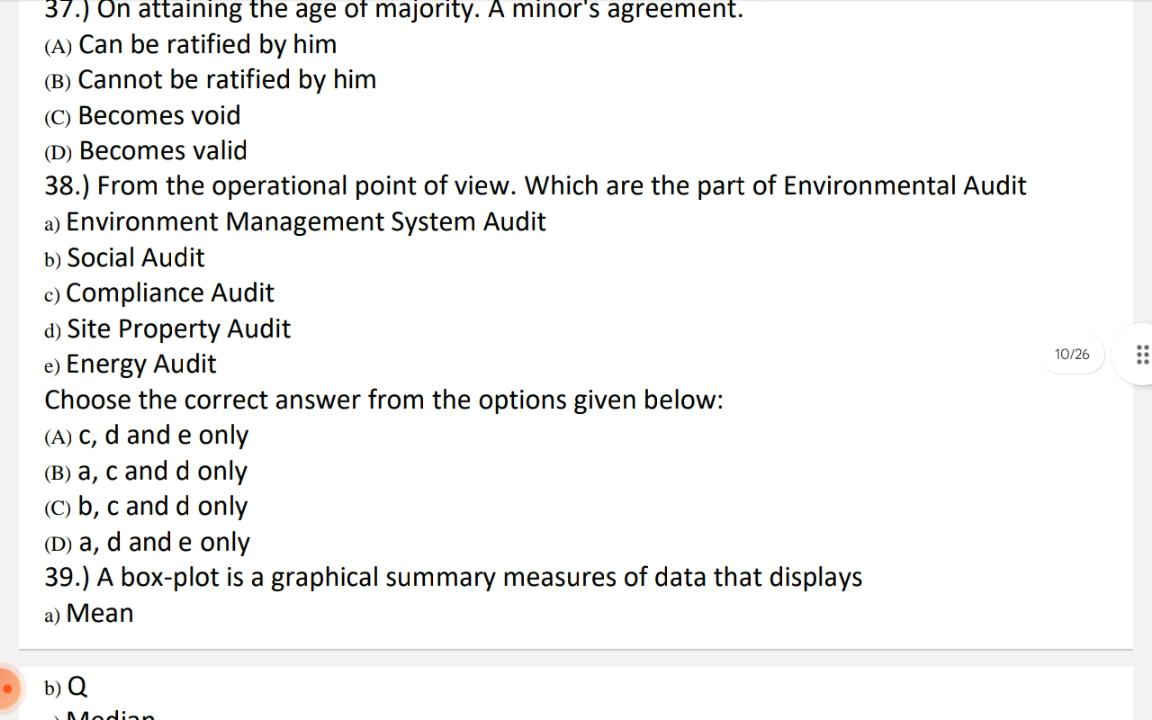 37.) On attaining the age of majority. A minor's agreement.
(A) Can be ratified by him
(B) Cannot be ratified by him
(C) Becomes void
(D) Becomes valid
38.) From the operational point of view. Which are the part of Environmental Audit
a) Environment Management System Audit
b) Social Audit
c) Compliance Audit
d) Site Property Audit
e) Energy Audit
10/26
Choose the correct answer from the options given below:
(A) c, d and e only
(B) a, c and d only
(C) b, c and d only
(D) a, d and e only
39.) A box-plot is a graphical summary measures of data that displays
a) Mean
b) Q
Median